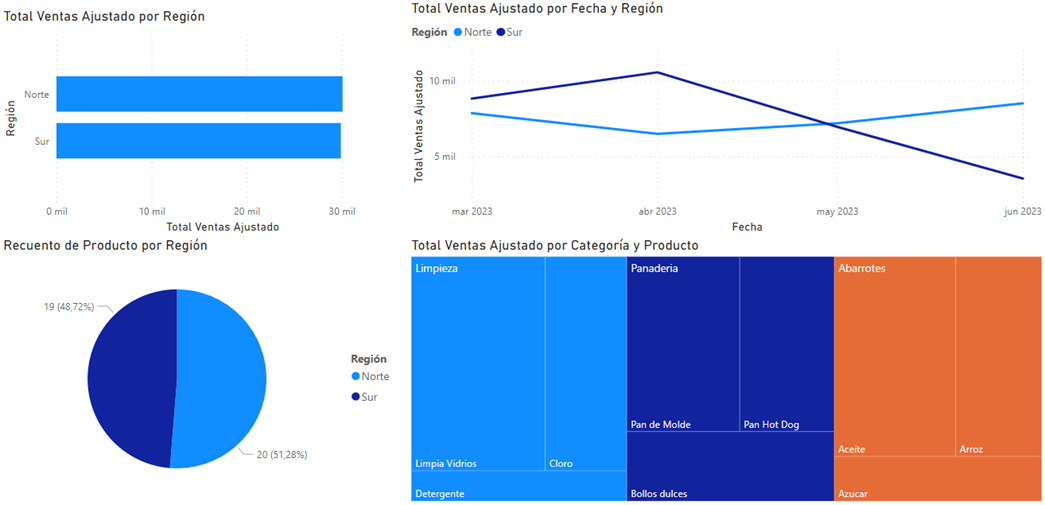 Total Ventas Ajustado por Región
Región
Norte
Sur
0 mil
10 mil
20 mil
30 mil
Total Ventas Ajustado
Total Ventas Ajustado por Fecha y Región
Región
Norte
Sur
Total Ventas Ajustado
10 mil
5 mil
mar 2023
abr 2023
may 2023
jun 2023
Fecha
Recuento de Producto por Región
19 (48,72%)
20 (51,28%)
Región
Norte
Sur
Total Ventas Ajustado por Categoría y Producto
Limpieza
Limpia Vidrios
Cloro
Detergente
Panaderia
Pan de Molde
Pan Hot Dog
Bollos dulces
Abarrotes
Aceite
Arroz
Azucar